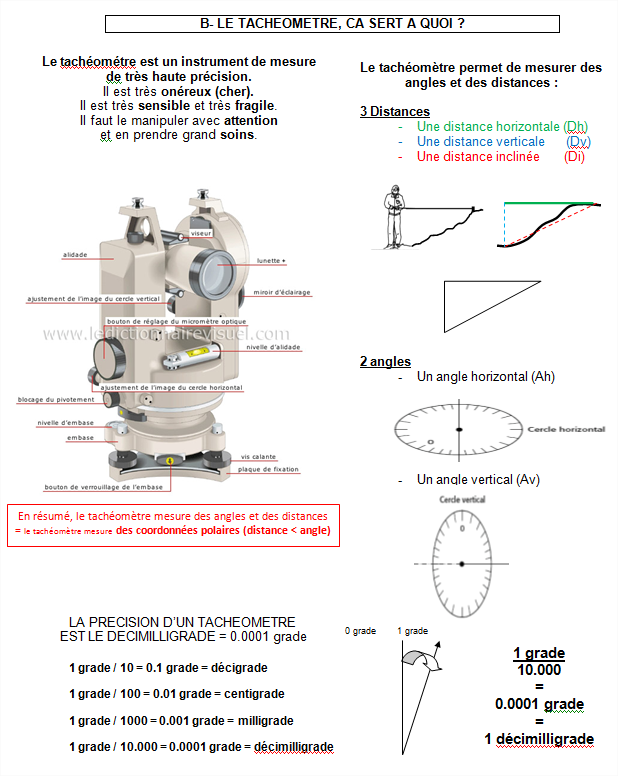 B- LE TACHEOMETRE, CA SERT A QUOI ?
Le tachéométre est un instrument de mesure
de très haute précision.
Il est très onéreux (cher).
Il est très sensible et très fragile.
Il faut le manipuler avec attention
et en prendre grand soins.
viseur
alidade
lunette +
ajustement de l'image du cercle vertical
miroir d'éclairage
bouton de réglage du micromètre optique
www.ledictionnairevisuel.com
nivelle d'alidade
ajustement de l'image du cercle horizontal
blocage du pivotement
nivelle d'embase
embase
vis calante
plaque de fixation
bouton de verrouillage de l'embase
En résumé, le tachéomètre mesure des angles et des distances
= le tachéomètre mesure des coordonnées polaires (distance < angle)
LA PRECISION D'UN TACHEOMETRE
EST LE DECIMILLIGRADE = 0.0001 grade
1 grade / 10 = 0.1 grade = décigrade
1 grade / 100 = 0.01 grade = centigrade
1 grade / 1000 = 0.001 grade = milligrade
1 grade / 10.000 = 0.0001 grade = décimilligrade
Le tachéomètre permet de mesurer des
angles et des distances :
3 Distances
- Une distance horizontale (Dh)
- Une distance verticale (Dv)
- Une distance inclinée (Di)
2 angles
- Un angle horizontal (Ah)
0
Cercle horizontal
- Un angle vertical (Av)
Cercle vertical
0
0 grade 1 grade
1 grade
10.000
=
0.0001 grade
=
1 décimilligrade